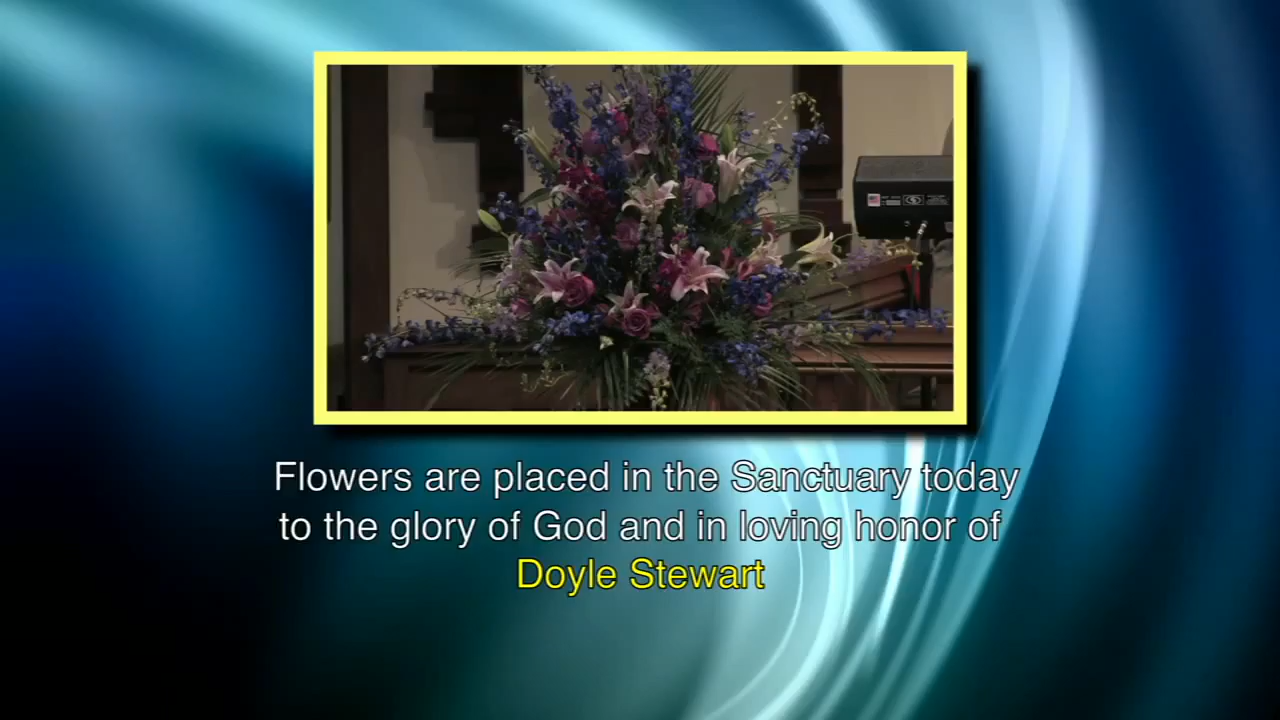 Flowers are placed in the Sanctuary today
to the glory of God and in loving honor of
Doyle Stewart